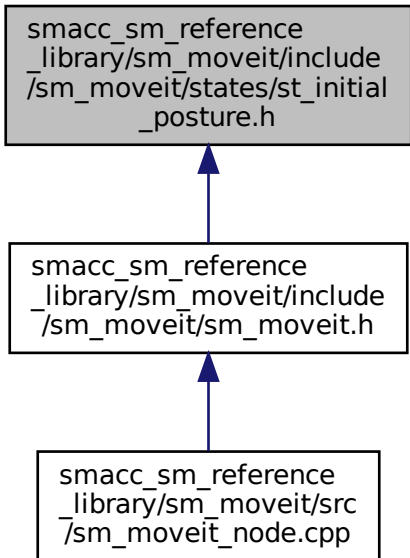 smacc_sm_reference
_library/sm_moveit/include
/sm_moveit/states/st_initial
_posture.h
smacc_sm_reference
_library/sm_moveit/include
/sm_moveit/sm_moveit.h
smacc_sm_reference
_library/sm_moveit/src
/sm_moveit_node.cpp